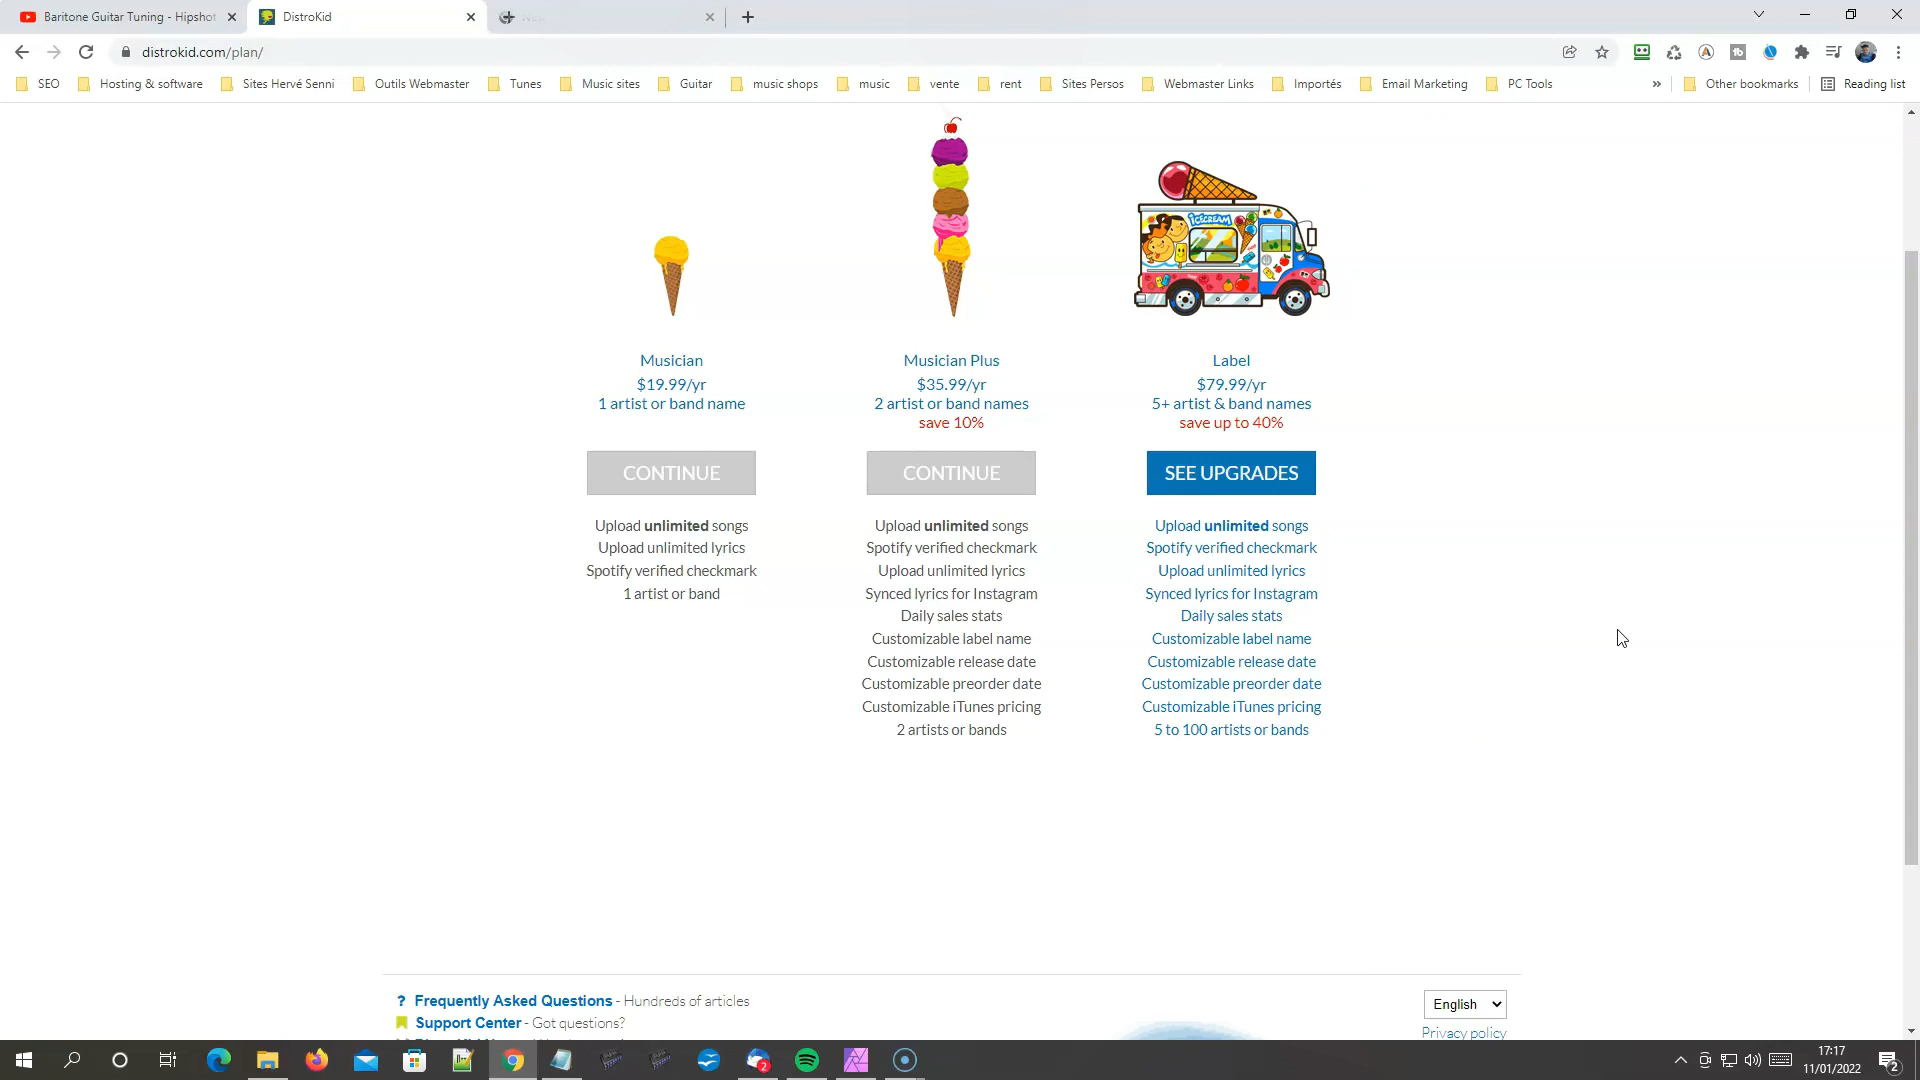 Baritone Guitar Tuning - Hipshot
DistroKid
distrokid.com/plan/
SEO
Hosting & software
Sites Hervé Senni
Outils Webmaster
Tunes
Music sites
Guitar
music shops
music
vente
rent
Sites Persos
Webmaster Links
Importés
Email Marketing
PC Tools
»
Other bookmarks
Reading list
ICECREAM
Musician
$19.99/yr
1 artist or band name
CONTINUE
Upload unlimited songs
Upload unlimited lyrics
Spotify verified checkmark
1 artist or band
Musician Plus
$35.99/yr
2 artist or band names
save 10%
CONTINUE
Upload unlimited songs
Spotify verified checkmark
Upload unlimited lyrics
Synced lyrics for Instagram
Daily sales stats
Customizable label name
Customizable release date
Customizable preorder date
Customizable iTunes pricing
2 artists or bands
Label
$79.99/yr
5+ artist & band names
save up to 40%
SEE UPGRADES
Upload unlimited songs
Spotify verified checkmark
Upload unlimited lyrics
Synced lyrics for Instagram
Daily sales stats
Customizable label name
Customizable release date
Customizable preorder date
Customizable iTunes pricing
5 to 100 artists or bands
? Frequently Asked Questions - Hundreds of articles
Support Center - Got questions?
English
Privacy policy
2
17:17
11/01/2022
2